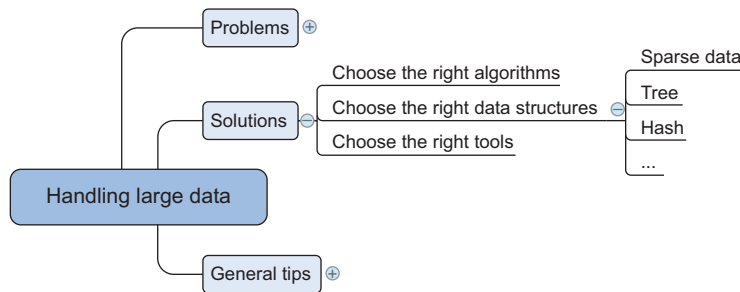 Problems
Solutions
Choose the right algorithms
Choose the right data structures
Choose the right tools
Sparse data
Tree
Hash
...
Handling large data
General tips